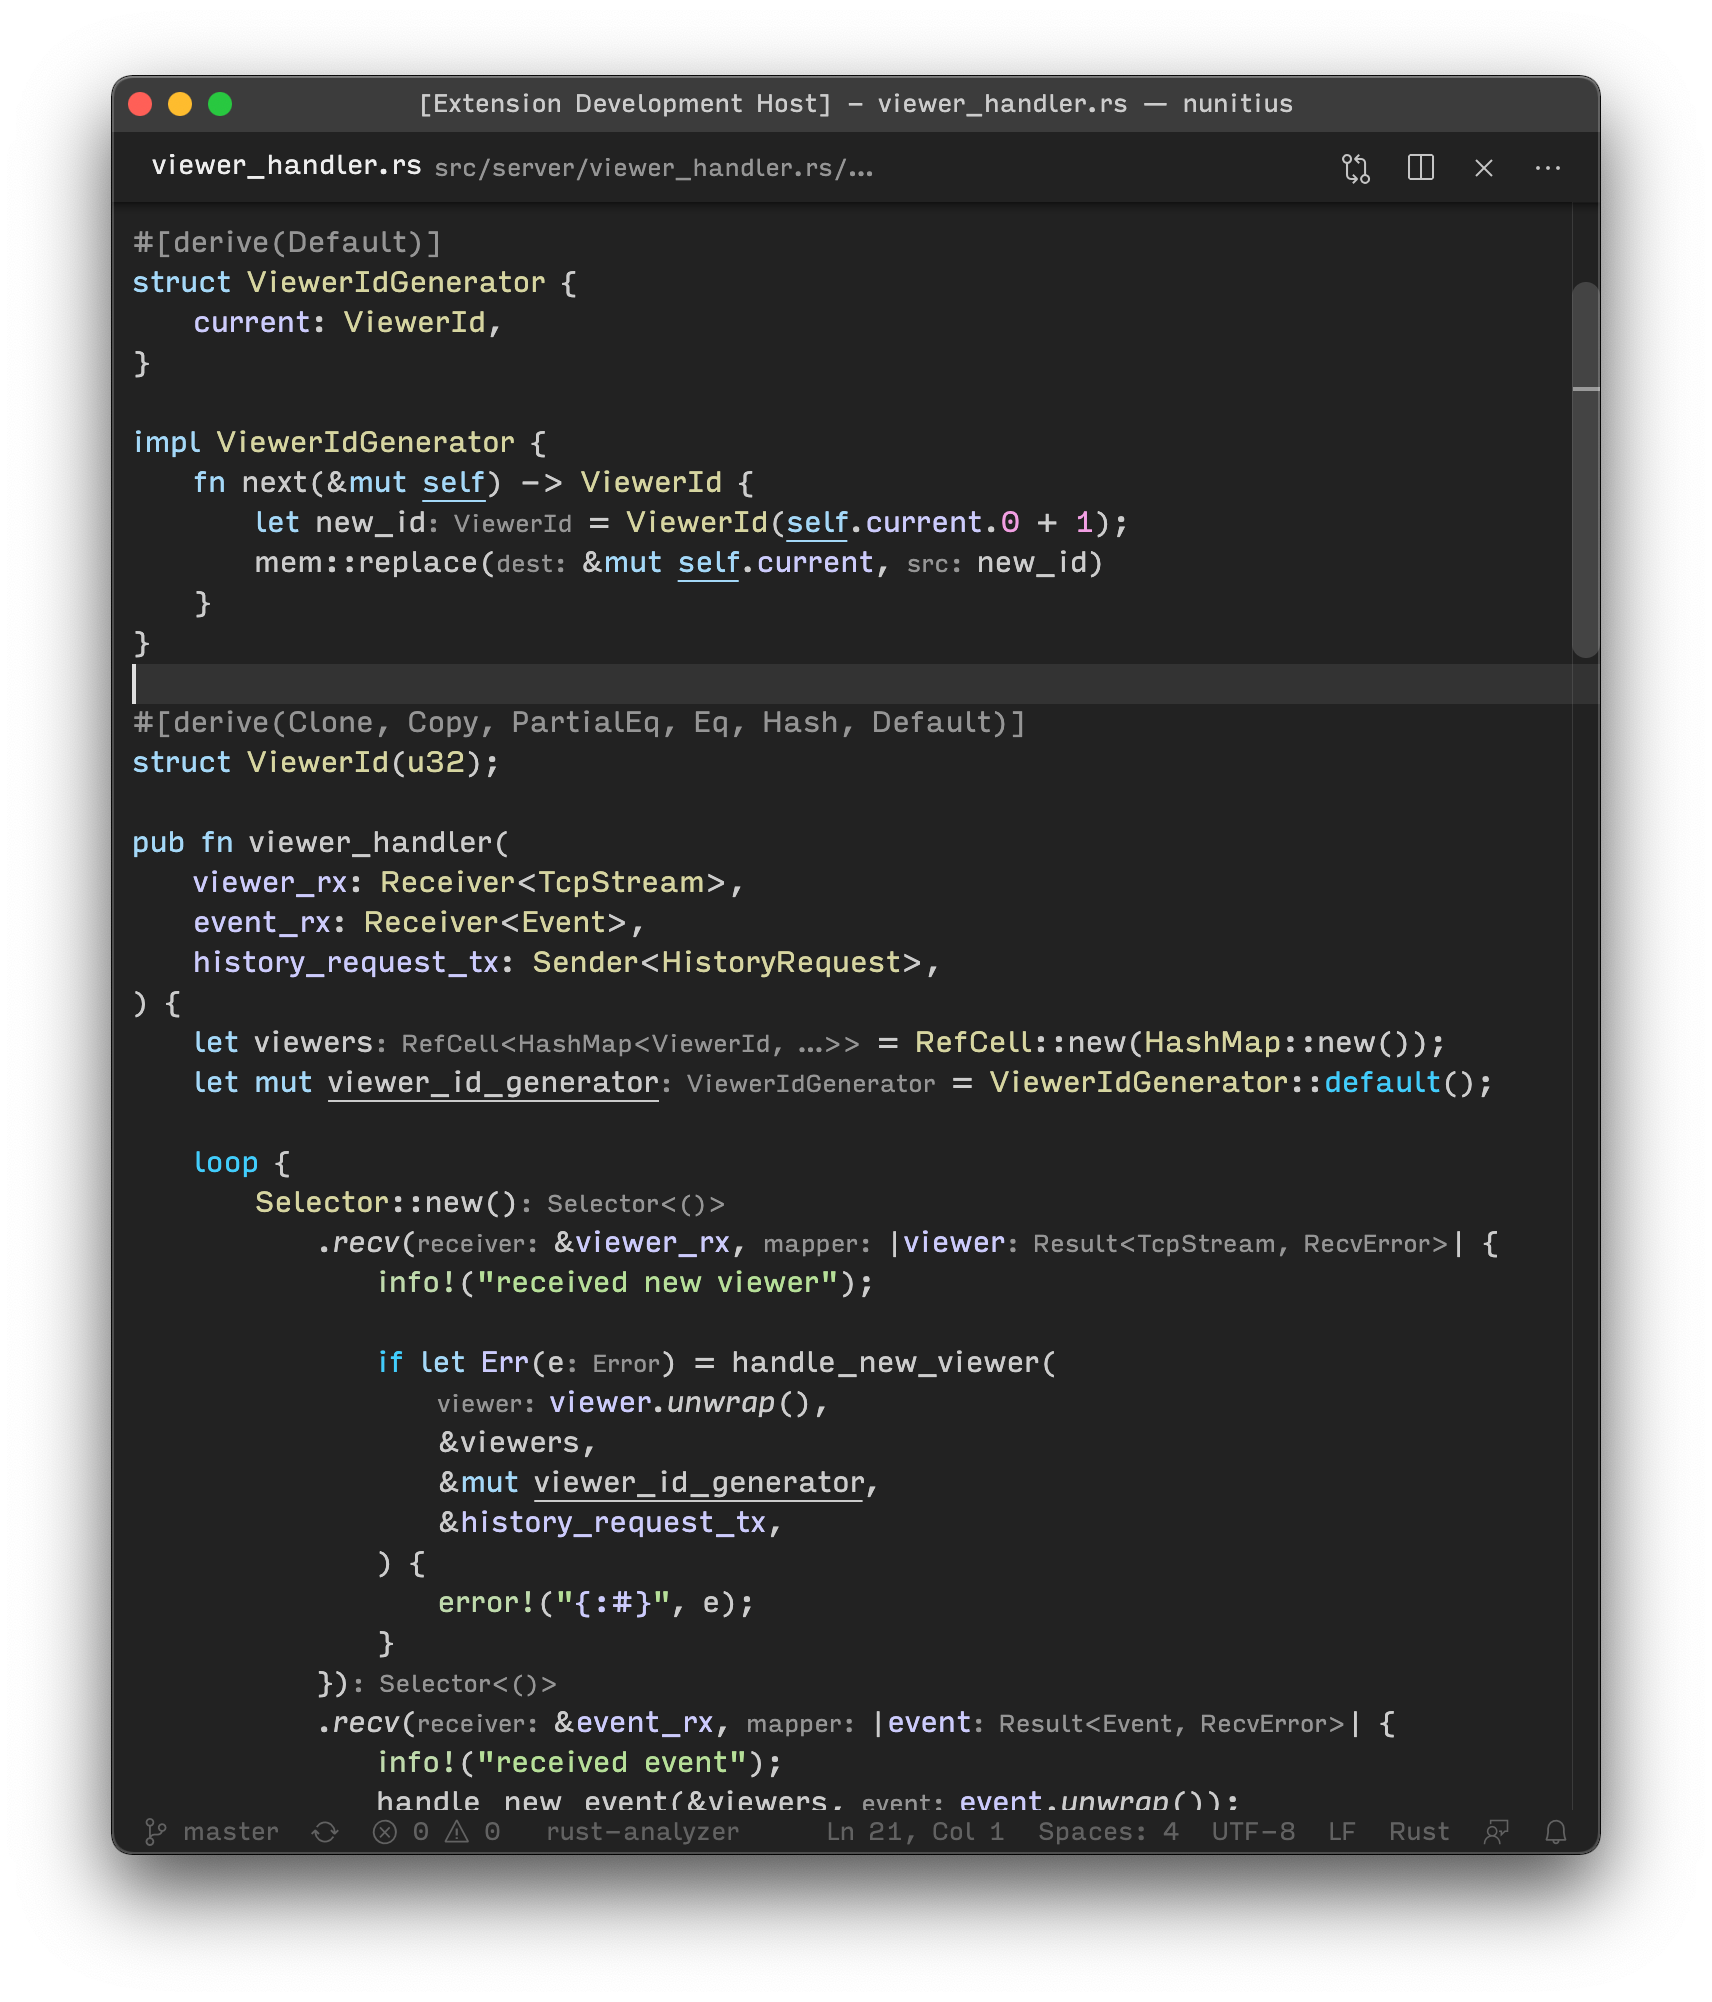 [Extension Development Host] – viewer_handler.rs — nunitius
viewer_handler.rs src/server/viewer_handler.rs/...
#[derive(Default)]
struct ViewerIdGenerator {
    current: ViewerId,
}

impl ViewerIdGenerator {
    fn next(&mut self) -> ViewerId {
        let new_id: ViewerId = ViewerId(self.current.0 + 1);
        mem::replace(dest: &mut self.current, src: new_id)
    }
}

#[derive(Clone, Copy, PartialEq, Eq, Hash, Default)]
struct ViewerId(u32);

pub fn viewer_handler(
    viewer_rx: Receiver<TcpStream>,
    event_rx: Receiver<Event>,
    history_request_tx: Sender<HistoryRequest>,
) {
    let viewers: RefCell<HashMap<ViewerId, ...>> = RefCell::new(HashMap::new());
    let mut viewer_id_generator: ViewerIdGenerator = ViewerIdGenerator::default();

    loop {
        Selector::new(): Selector<()>
            .recv(receiver: &viewer_rx, mapper: |viewer: Result<TcpStream, RecvError>| {
                info!("received new viewer");

                if let Err(e: Error) = handle_new_viewer(
                    viewer: viewer.unwrap(),
                    &viewers,
                    &mut viewer_id_generator,
                    &history_request_tx,
                ) {
                    error!("{:#}", e);
                }
            }): Selector<()>
            .recv(receiver: &event_rx, mapper: |event: Result<Event, RecvError>| {
                info!("received event");
                handle_new_event(&viewers, event: event.unwrap());
master 0 0 rust-analyzer Ln 21, Col 1 Spaces: 4 UTF-8 LF Rust